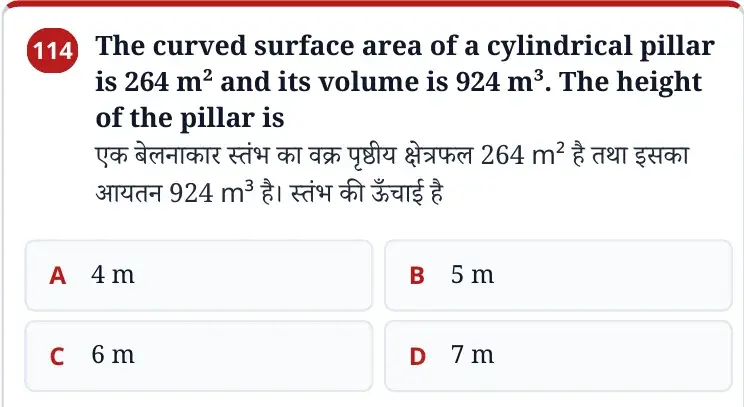 114 The curved surface area of a cylindrical pillar
is 264 m² and its volume is 924 m³. The height
of the pillar is
एक बेलनाकार स्तंभ का वक्र पृष्ठीय क्षेत्रफल 264 m² है तथा इसका
आयतन 924 m³ है। स्तंभ की ऊँचाई है
A 4 m B 5 m
C 6 m D 7 m